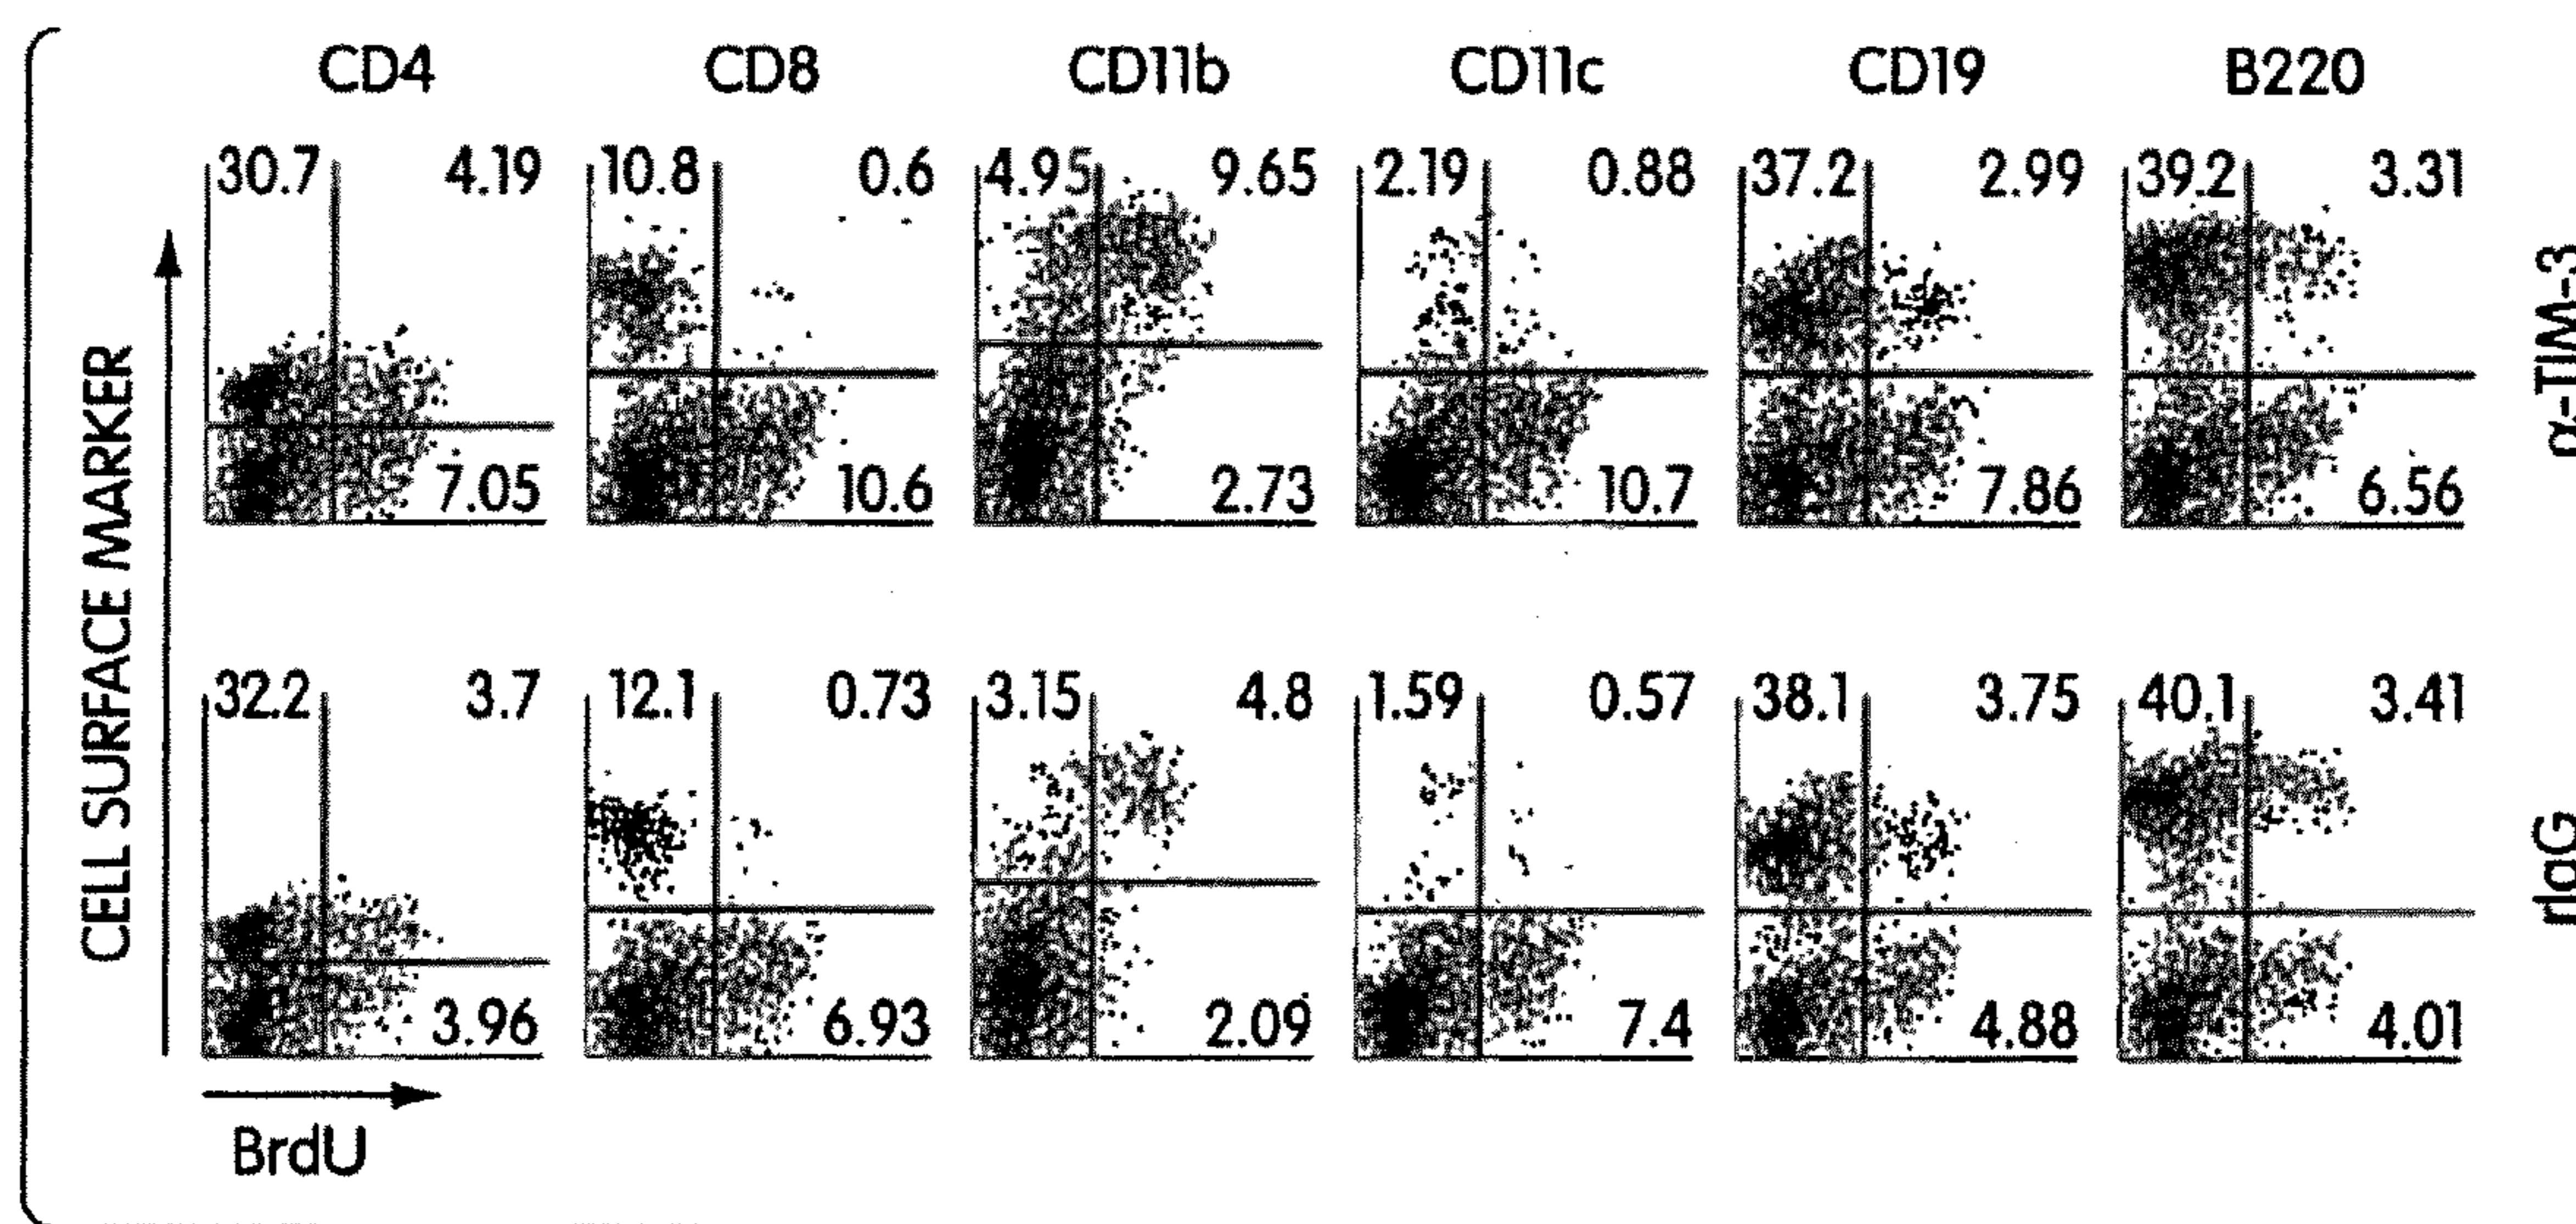 CD4 CD8 CD11b CD11c CD19 B220
30.7 4.19 10.8 0.6 4.95 9.65 2.19 0.88 37.2 2.99 39.2 3.31
7.05 10.6 2.73 10.7 7.86 6.56
α-TIM-3
CELL SURFACE MARKER
32.2 3.7 12.1 0.73 3.15 4.8 1.59 0.57 38.1 3.75 40.1 3.41
3.96 6.93 2.09 7.4 4.88 4.01
rIgG
BrdU